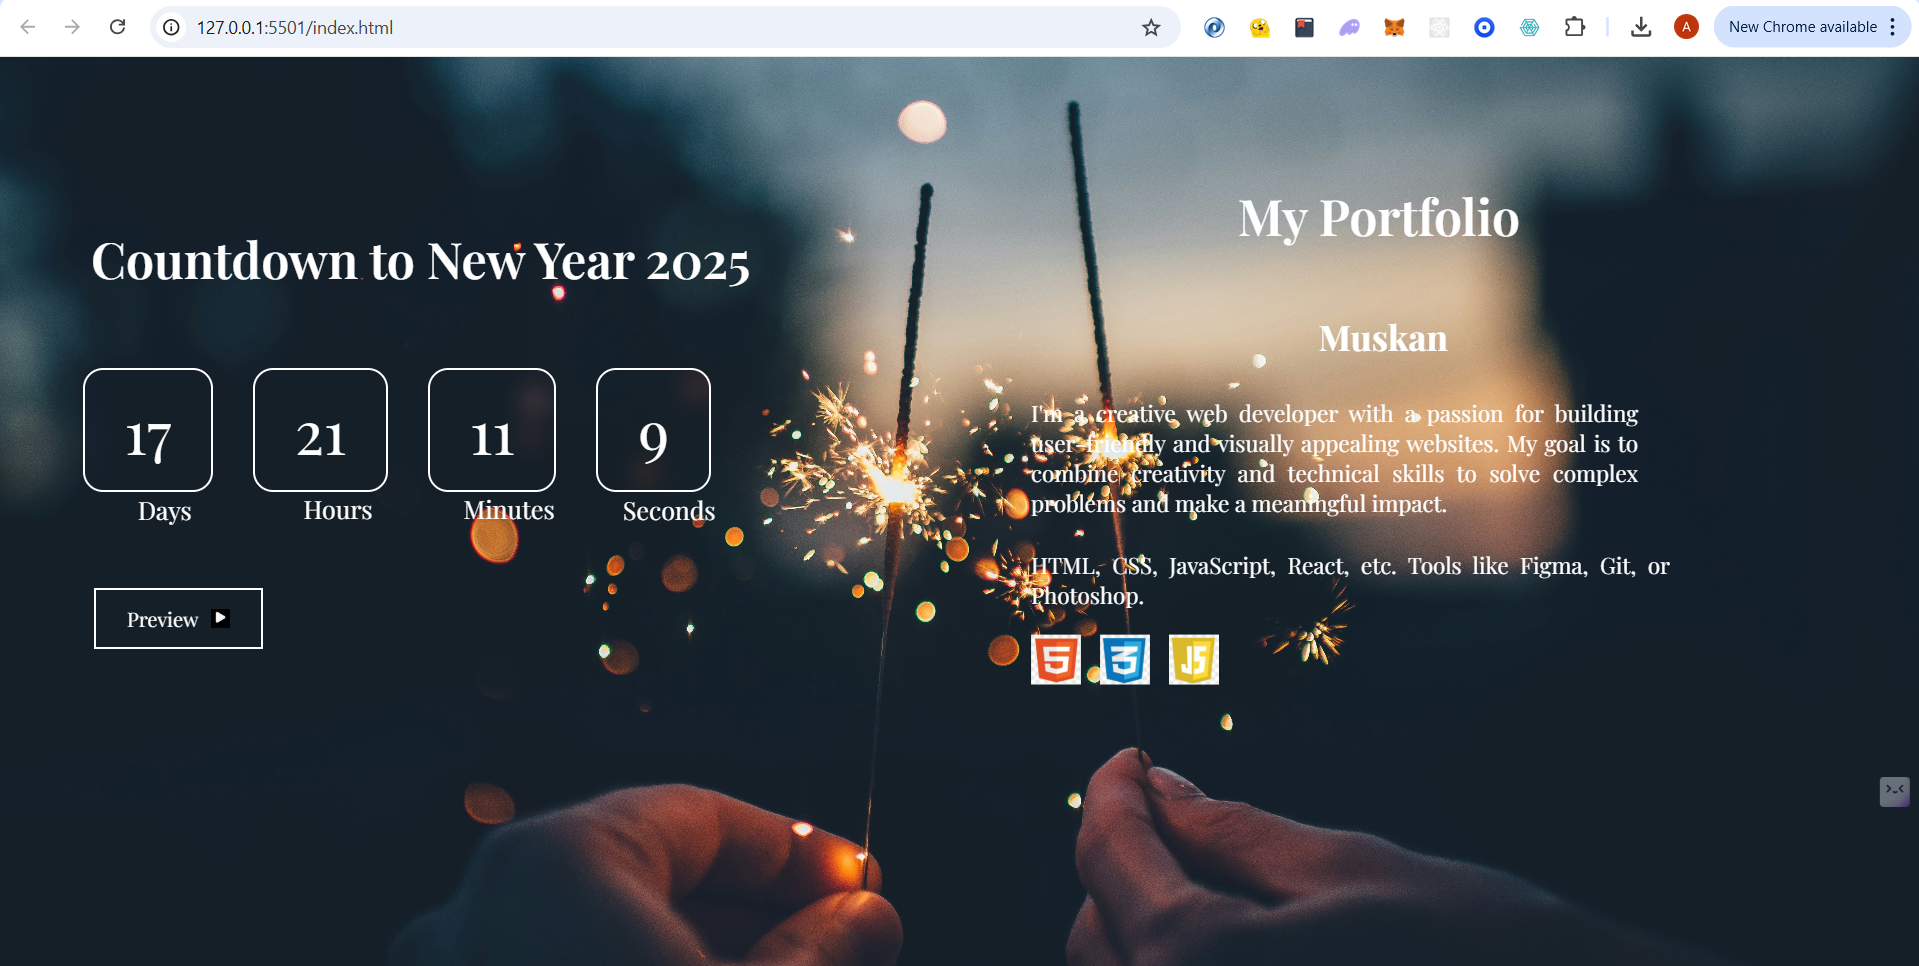 127.0.0.1:5501/index.html
A
New Chrome available
Countdown to New Year 2025
17
21
11
9
Days
Hours
Minutes
Seconds
Preview
My Portfolio
Muskan
I'm a creative web developer with a passion for building
user-friendly and visually appealing websites. My goal is to
combine creativity and technical skills to solve complex
problems and make a meaningful impact.
HTML, CSS, JavaScript, React, etc. Tools like Figma, Git, or
Photoshop.
5
3
JS